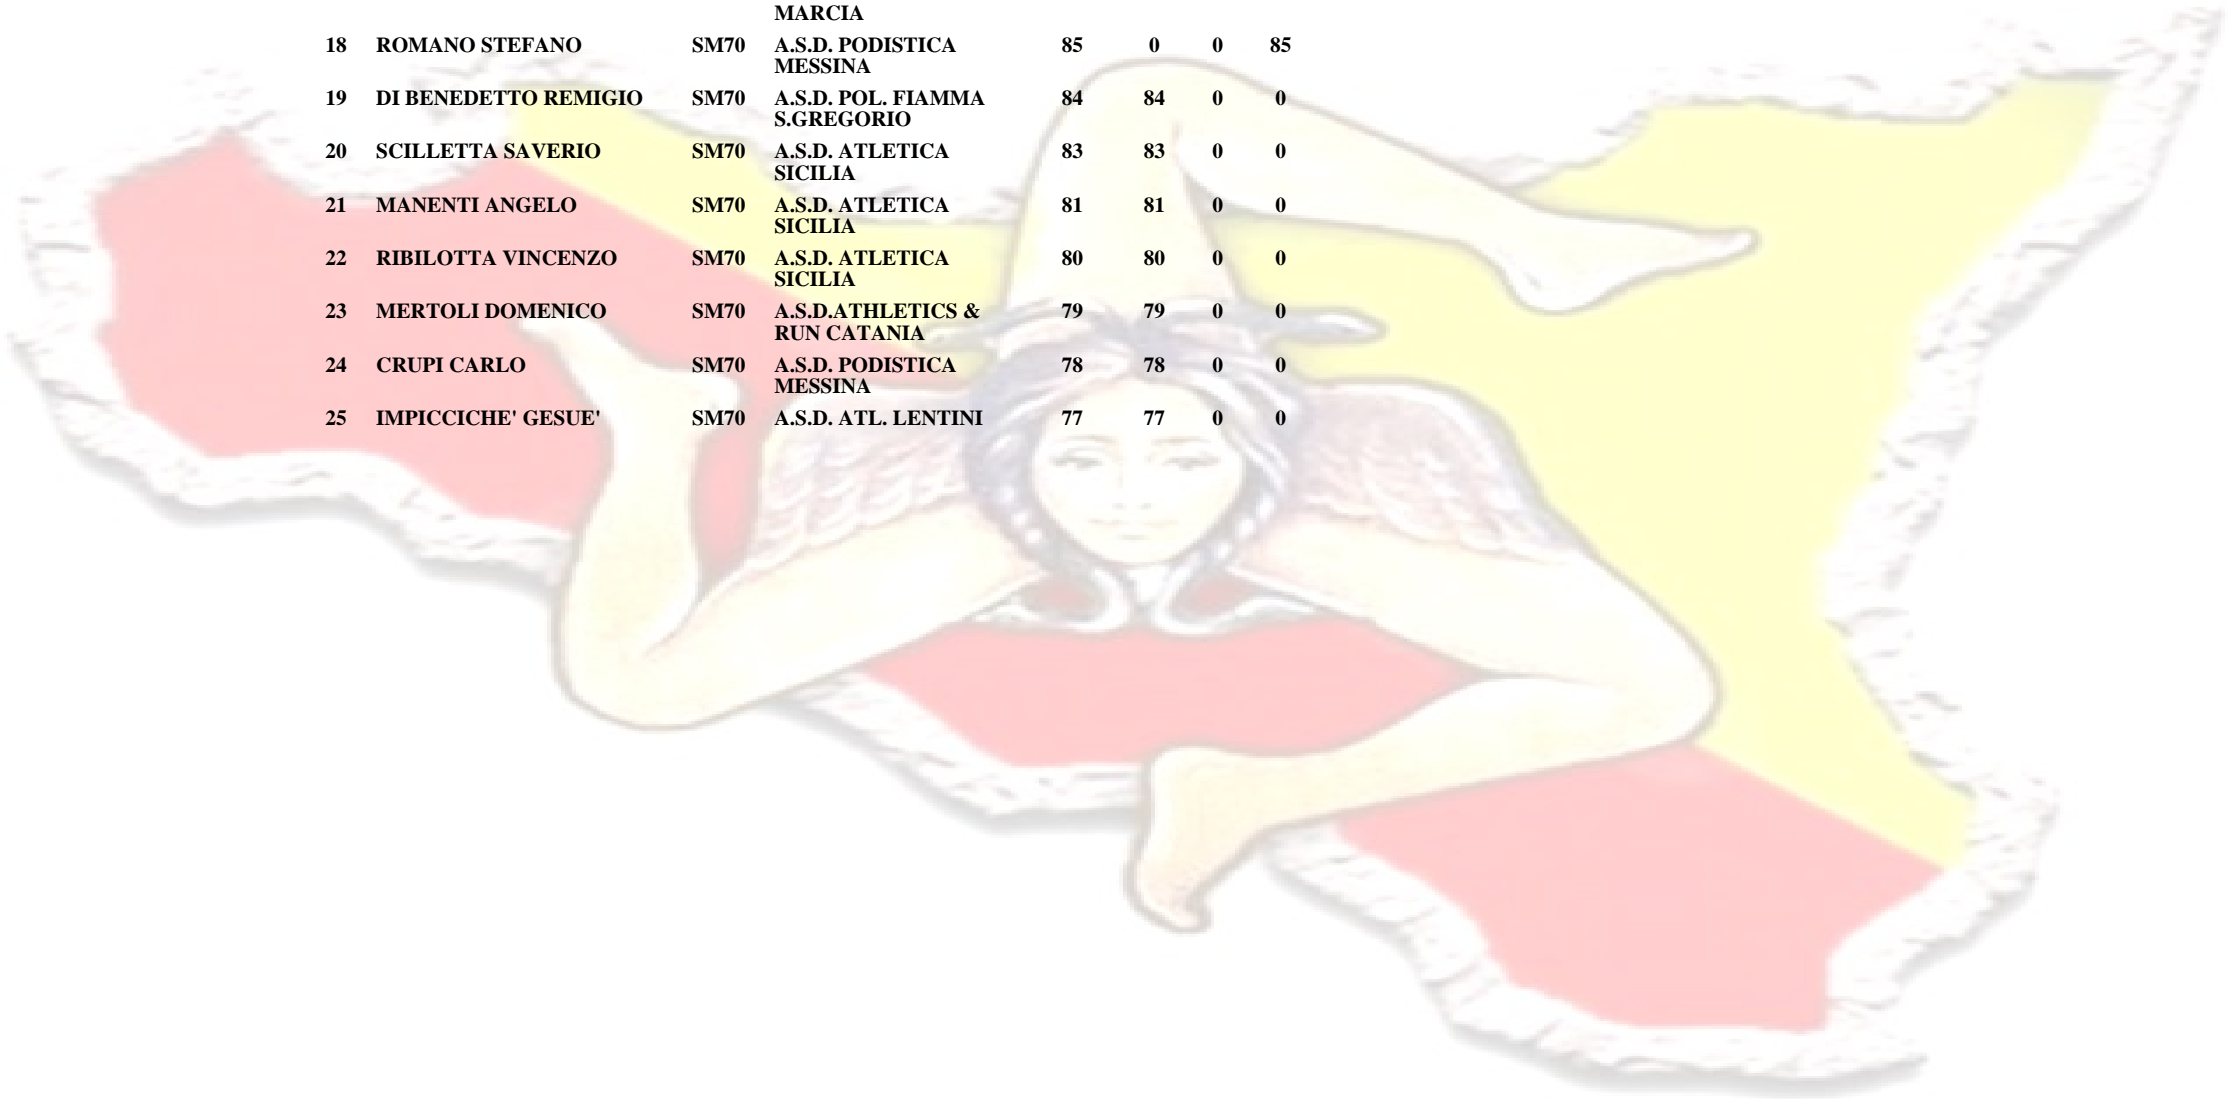 MARCIA
18 ROMANO STEFANO SM70 A.S.D. PODISTICA 85 0 0 85
MESSINA
19 DI BENEDETTO REMIGIO SM70 A.S.D. POL. FIAMMA 84 84 0 0
S.GREGORIO
20 SCILLETTA SAVERIO SM70 A.S.D. ATLETICA 83 83 0 0
SICILIA
21 MANENTI ANGELO SM70 A.S.D. ATLETICA 81 81 0 0
SICILIA
22 RIBILOTTA VINCENZO SM70 A.S.D. ATLETICA 80 80 0 0
SICILIA
23 MERTOLI DOMENICO SM70 A.S.D.ATHLETICS & 79 79 0 0
RUN CATANIA
24 CRUPI CARLO SM70 A.S.D. PODISTICA 78 78 0 0
MESSINA
25 IMPICCICHE' GESUE' SM70 A.S.D. ATL. LENTINI 77 77 0 0